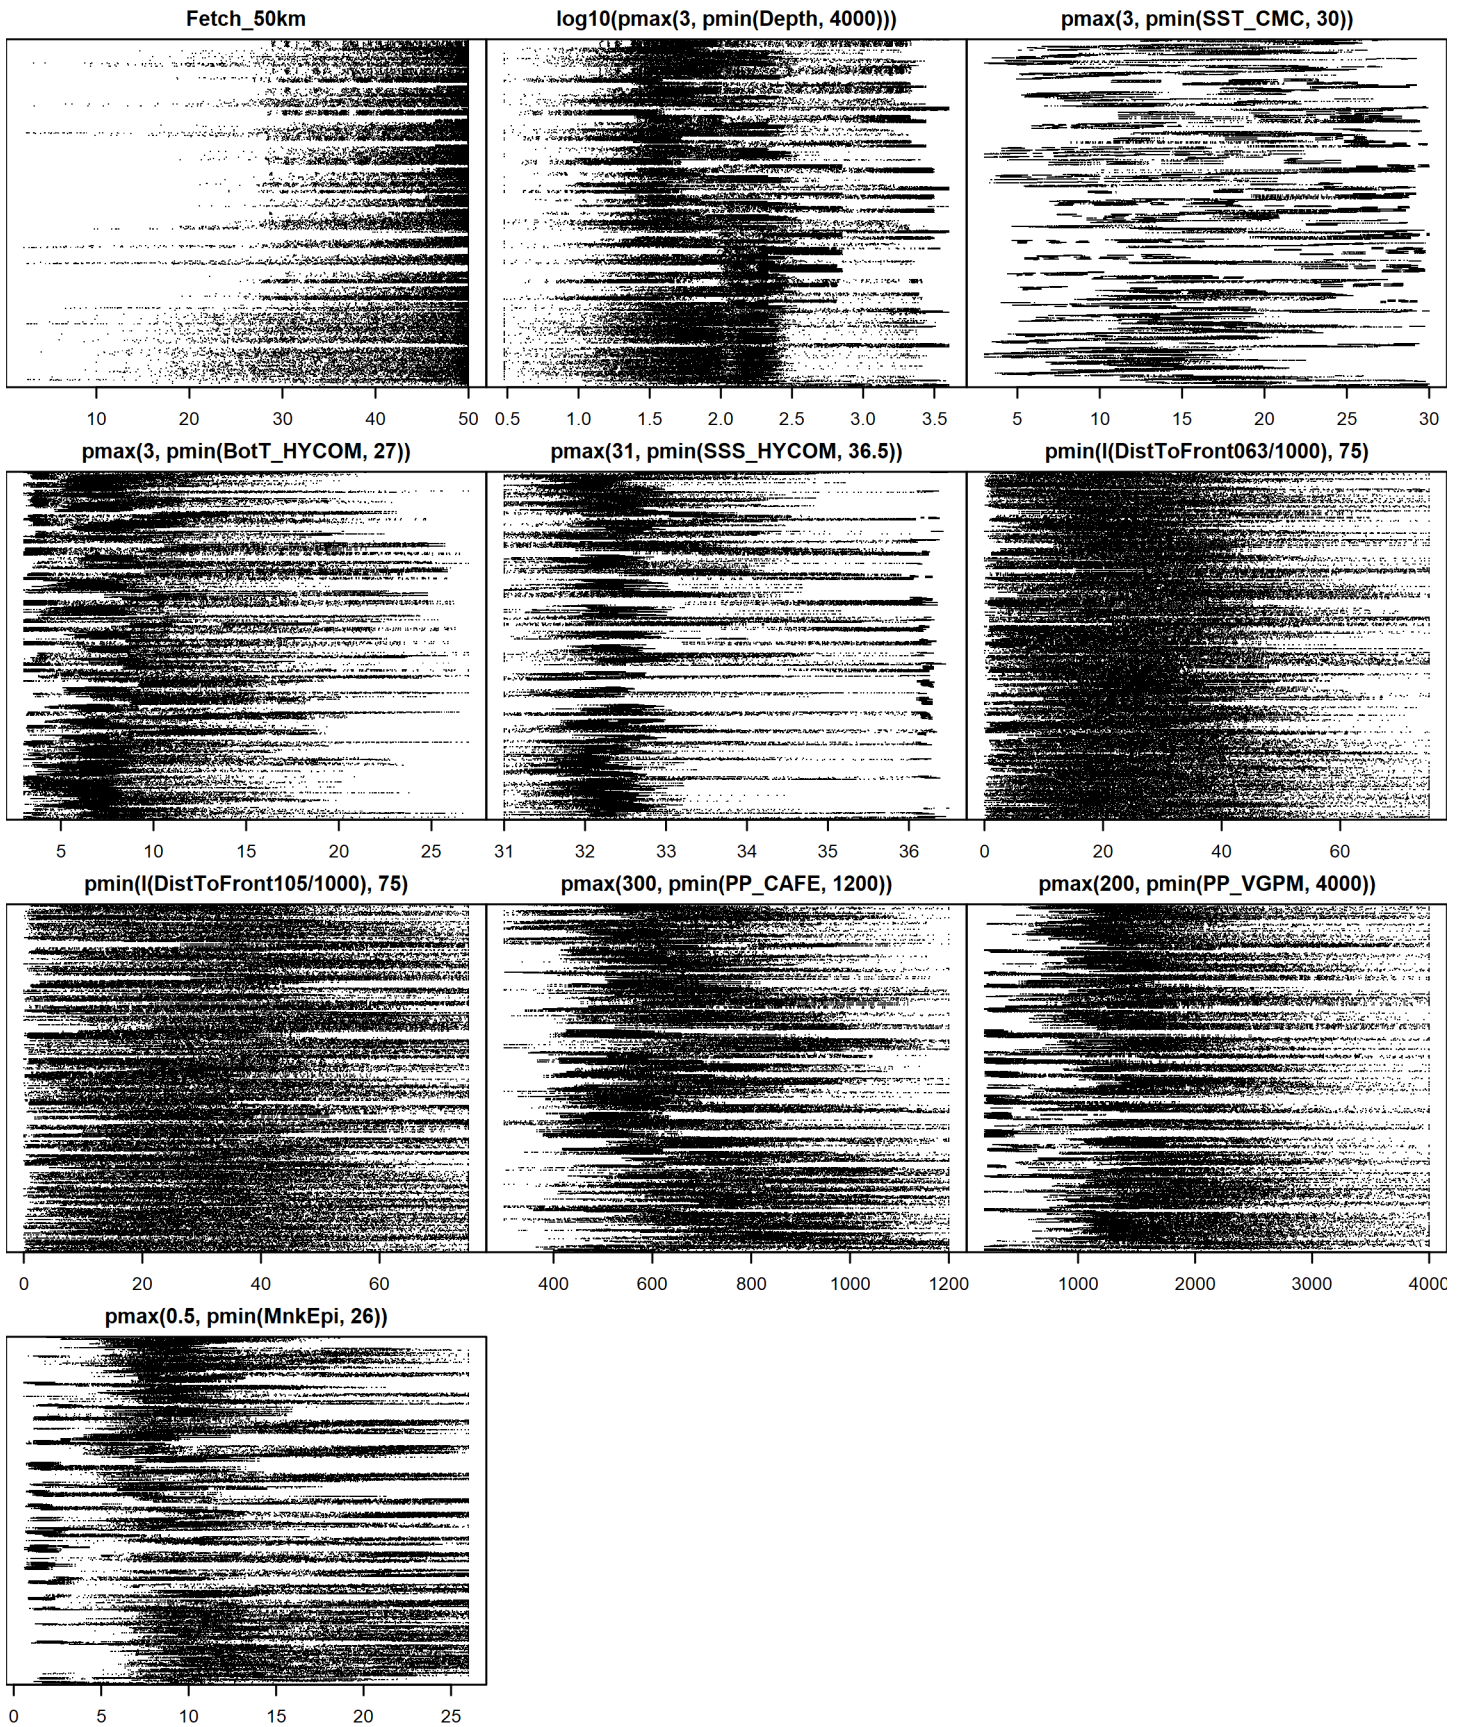 Fetch_50km log10(pmax(3, pmin(Depth, 4000))) pmax(3, pmin(SST_CMC, 30))
10 20 30 40 50 0.5 1.0 1.5 2.0 2.5 3.0 3.5 5 10 15 20 25 30
pmax(3, pmin(BotT_HYCOM, 27)) pmax(31, pmin(SSS_HYCOM, 36.5)) pmin(I(DistToFront063/1000), 75)
5 10 15 20 25 31 32 33 34 35 36 0 20 40 60
pmin(I(DistToFront105/1000), 75) pmax(300, pmin(PP_CAFE, 1200)) pmax(200, pmin(PP_VGPM, 4000))
0 20 40 60 400 600 800 1000 1200 1000 2000 3000 4000
pmax(0.5, pmin(MnkEpi, 26))
0 5 10 15 20 25